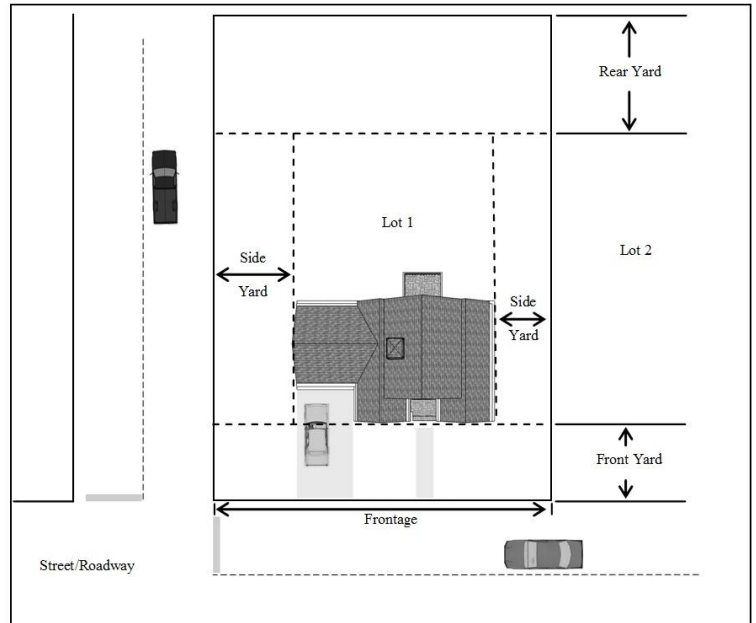 Rear Yard
Lot 1
Lot 2
Side
Yard
Side
Yard
Front Yard
Frontage
Street/Roadway